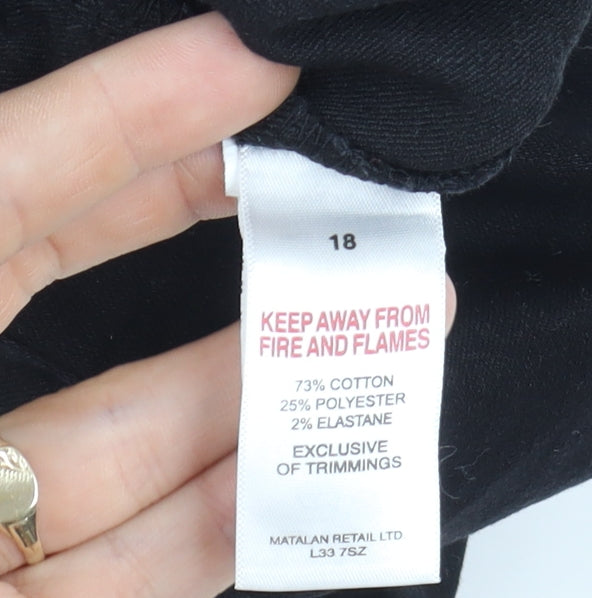 18
KEEP AWAY FROM
FIRE AND FLAMES
73% COTTON
25% POLYESTER
2% ELASTANE
EXCLUSIVE
OF TRIMMINGS
MATALAN RETAIL LTD
L33 7SZ